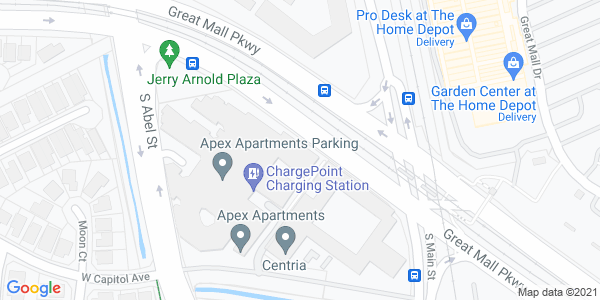 Great Mall Pkwy
Pro Desk at The
Home Depot
Delivery
Great Mall Dr
Jerry Arnold Plaza
Garden Center at
The Home Depot
Delivery
S Abel St
Apex Apartments Parking
ChargePoint
Charging Station
Apex Apartments
Moon Ct
Centria
S Main St
Great Mall Pkwy
W Capitol Ave
Google
Map data ©2021